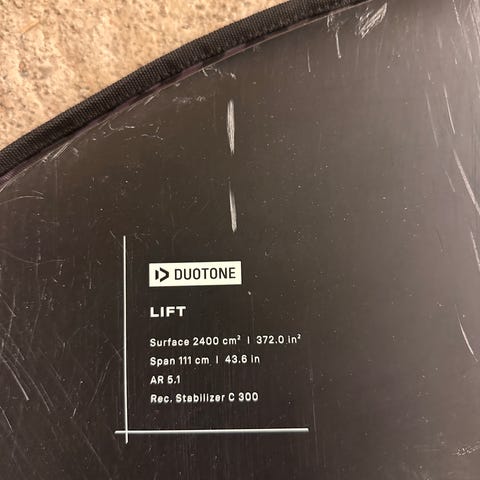 DUOTONE
LIFT
Surface 2400 cm² | 372.0 in²
Span 111 cm | 43.6 in
AR 5.1
Rec. Stabilizer C 300